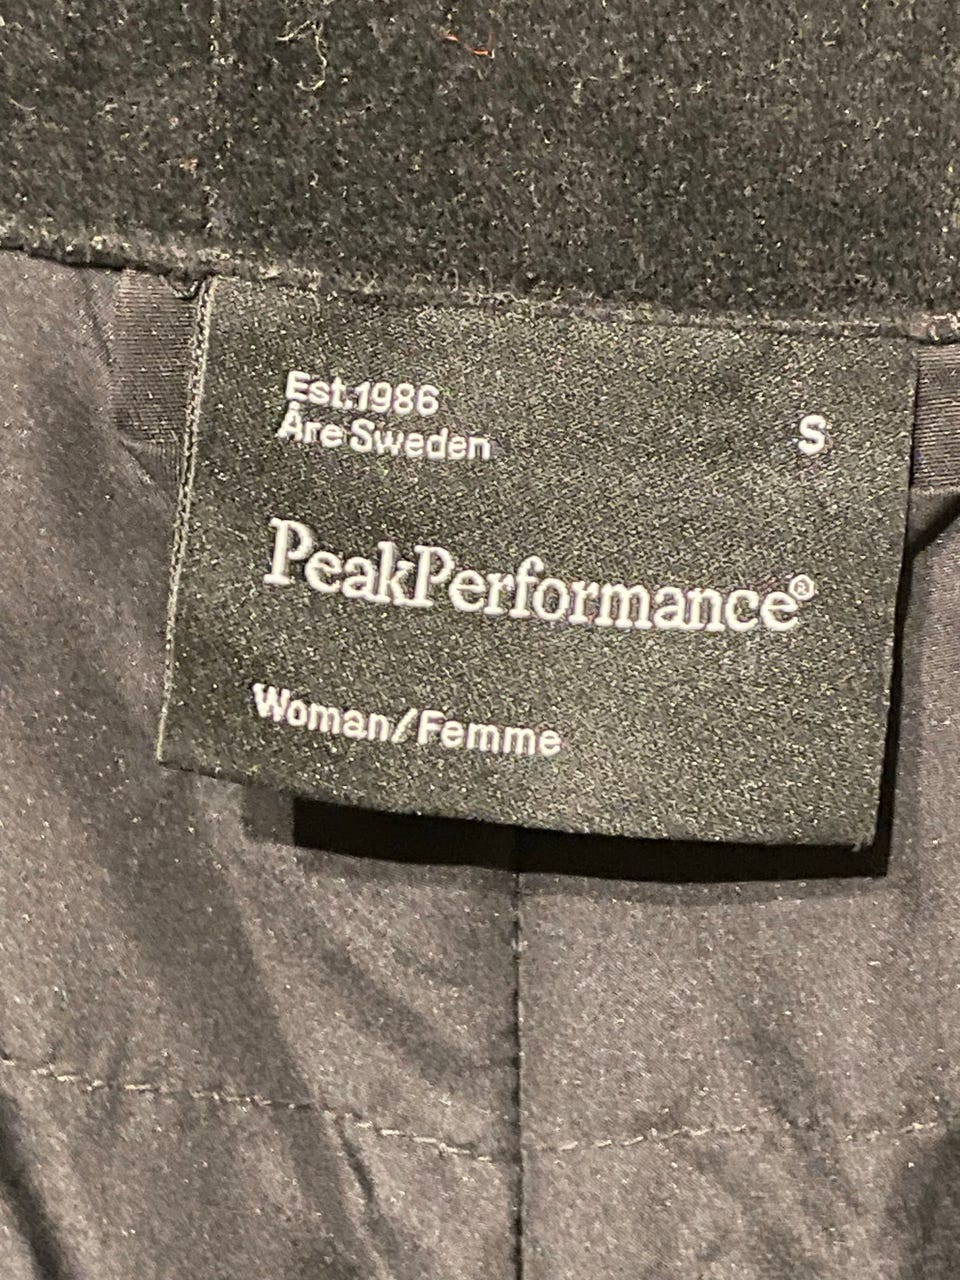 Est.1986
Åre Sweden
S
PeakPerformance®
Woman/Femme